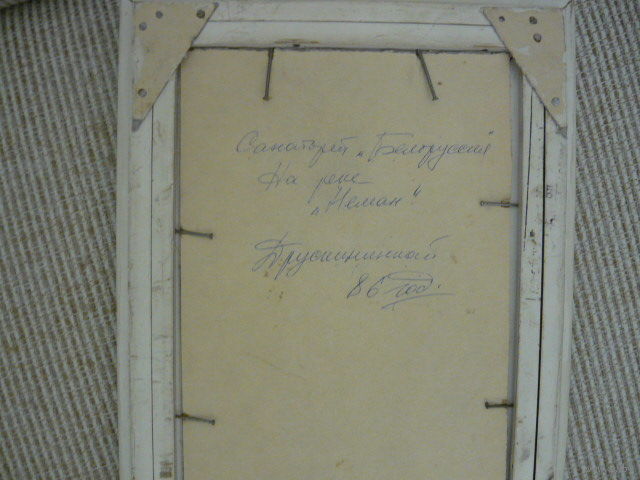 Санаторий „Белоруссия"
На реке
„Неман".
Друскининкай
86 год.